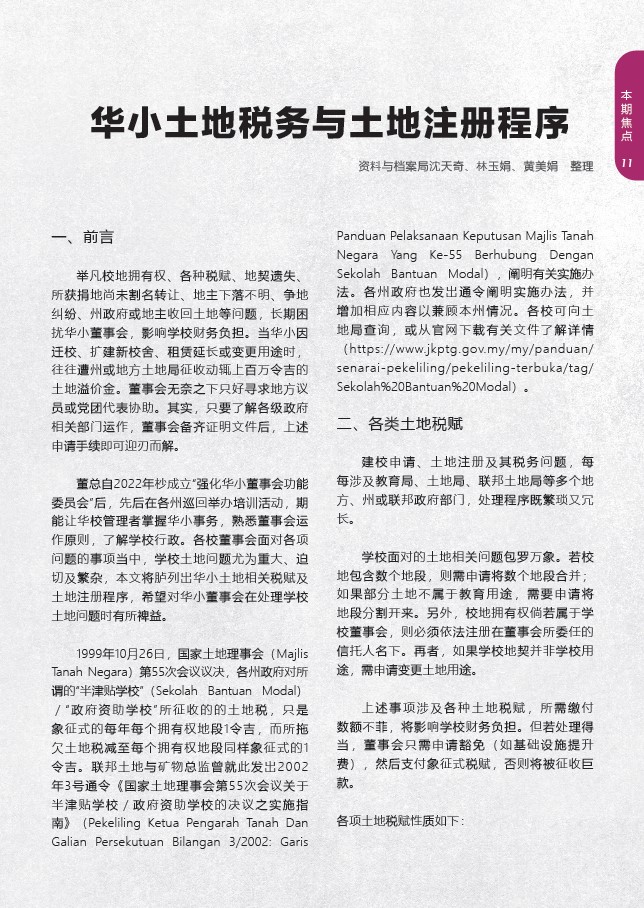 本期焦点
11
华小土地税务与土地注册程序
资料与档案局沈天奇、林玉娟、黄美娟　整理
一、前言
举凡校地拥有权、各种税赋、地契遗失、
所获捐地尚未割名转让、地主下落不明、争地
纠纷、州政府或地主收回土地等问题，长期困
扰华小董事会，影响学校财务负担。当华小因
迁校、扩建新校舍、租赁延长或变更用途时，
往往遭州或地方土地局征收动辄上百万令吉的
土地溢价金。董事会无奈之下只好寻求地方议
员或党团代表协助。其实，只要了解各级政府
相关部门运作，董事会备齐证明文件后，上述
申请手续即可迎刃而解。
董总自2022年杪成立“强化华小董事会功能
委员会”后，先后在各州巡回举办培训活动，期
能让华校管理者掌握华小事务，熟悉董事会运
作原则，了解学校行政。各校董事会面对各项
问题的事项当中，学校土地问题尤为重大、迫
切及繁杂，本文将胪列出华小土地相关税赋及
土地注册程序，希望对华小董事会在处理学校
土地问题时有所裨益。
1999年10月26日，国家土地理事会（Majlis
Tanah Negara）第55次会议议决，各州政府对所
谓的“半津贴学校”（Sekolah Bantuan Modal）
/“政府资助学校”所征收的的土地税，只是
象征式的每年每个拥有权地段1令吉，而所拖
欠土地税减至每个拥有权地段同样象征式的1
令吉。联邦土地与矿物总监曾就此发出2002
年3号通令《国家土地理事会第55次会议关于
半津贴学校 / 政府资助学校的决议之实施指
南》（Pekeliling Ketua Pengarah Tanah Dan
Galian Persekutuan Bilangan 3/2002: Garis
Panduan Pelaksanaan Keputusan Majlis Tanah
Negara Yang Ke-55 Berhubung Dengan
Sekolah Bantuan Modal），阐明有关实施办
法。各州政府也发出通令阐明实施办法，并
增加相应内容以兼顾本州情况。各校可向土
地局查询，或从官网下载有关文件了解详情
（https://www.jkptg.gov.my/my/panduan/
senarai-pekeliling/pekeliling-terbuka/tag/
Sekolah%20Bantuan%20Modal）。
二、各类土地税赋
建校申请、土地注册及其税务问题，每
每涉及教育局、土地局、联邦土地局等多个地
方、州或联邦政府部门，处理程序既繁琐又冗
长。
学校面对的土地相关问题包罗万象。若校
地包含数个地段，则需申请将数个地段合并；
如果部分土地不属于教育用途，需要申请将
地段分割开来。另外，校地拥有权倘若属于学
校董事会，则必须依法注册在董事会所委任的
信托人名下。再者，如果学校地契并非学校用
途，需申请变更土地用途。
上述事项涉及各种土地税赋，所需缴付
数额不菲，将影响学校财务负担。但若处理得
当，董事会只需申请豁免（如基础设施提升
费），然后支付象征式税赋，否则将被征收巨
款。
各项土地税赋性质如下：